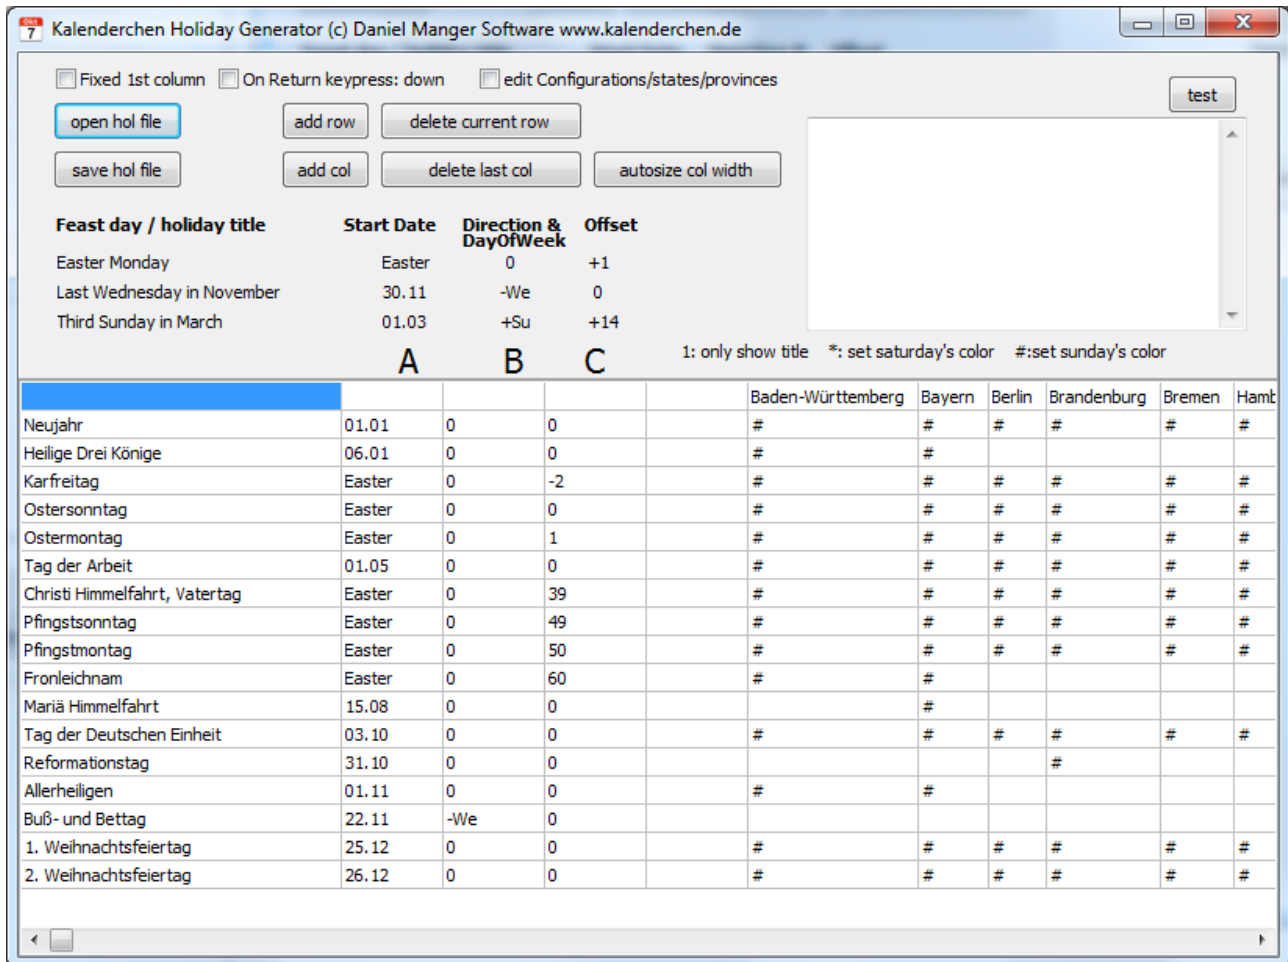 Okt
7 Kalenderchen Holiday Generator (c) Daniel Manger Software www.kalenderchen.de
Fixed 1st column On Return keypress: down edit Configurations/states/provinces
test
open hol file add row delete current row
save hol file add col delete last col autosize col width
Feast day / holiday title Start Date Direction & DayOfWeek Offset
Easter Monday Easter 0 +1
Last Wednesday in November 30.11 -We 0
Third Sunday in March 01.03 +Su +14
A B C
1: only show title *: set saturday's color #:set sunday's color
Baden-Württemberg Bayern Berlin Brandenburg Bremen Hamb
Neujahr 01.01 0 0 # # # # # #
Heilige Drei Könige 06.01 0 0 # #
Karfreitag Easter 0 -2 # # # # # #
Ostersonntag Easter 0 0 # # # # # #
Ostermontag Easter 0 1 # # # # # #
Tag der Arbeit 01.05 0 0 # # # # # #
Christi Himmelfahrt, Vatertag Easter 0 39 # # # # # #
Pfingstsonntag Easter 0 49 # # # # # #
Pfingstmontag Easter 0 50 # # # # # #
Fronleichnam Easter 0 60 # #
Mariä Himmelfahrt 15.08 0 0 #
Tag der Deutschen Einheit 03.10 0 0 # # # # # #
Reformationstag 31.10 0 0 #
Allerheiligen 01.11 0 0 # #
Buß- und Bettag 22.11 -We 0
1. Weihnachtsfeiertag 25.12 0 0 # # # # # #
2. Weihnachtsfeiertag 26.12 0 0 # # # # # #